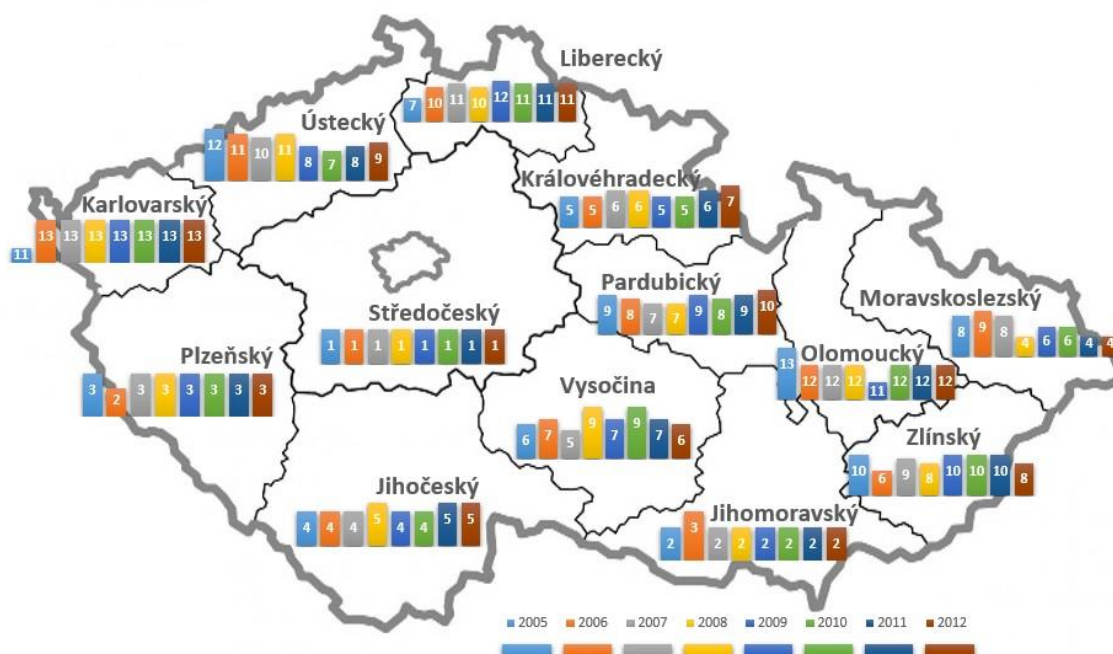 Liberecký
7 10 11 10 12 11 11 11
Ústecký
12 11 10 11 8 7 8 9
Královéhradecký
5 5 6 6 5 5 6 7
Karlovarský
11 13 13 13 13 13 13 13
Pardubický
9 8 7 7 9 8 9 10
Moravskoslezský
8 9 8 4 6 6 4 4
Středočeský
1 1 1 1 1 1 1 1
Plzeňský
3 2 3 3 3 3 3 3
Olomoucký
13 12 12 12 11 12 12 12
Vysočina
6 7 5 9 7 9 7 6
Zlínský
10 6 9 8 10 10 10 8
Jihočeský
4 4 4 5 4 4 5 5
Jihomoravský
2 3 2 2 2 2 2 2
2005 2006 2007 2008 2009 2010 2011 2012